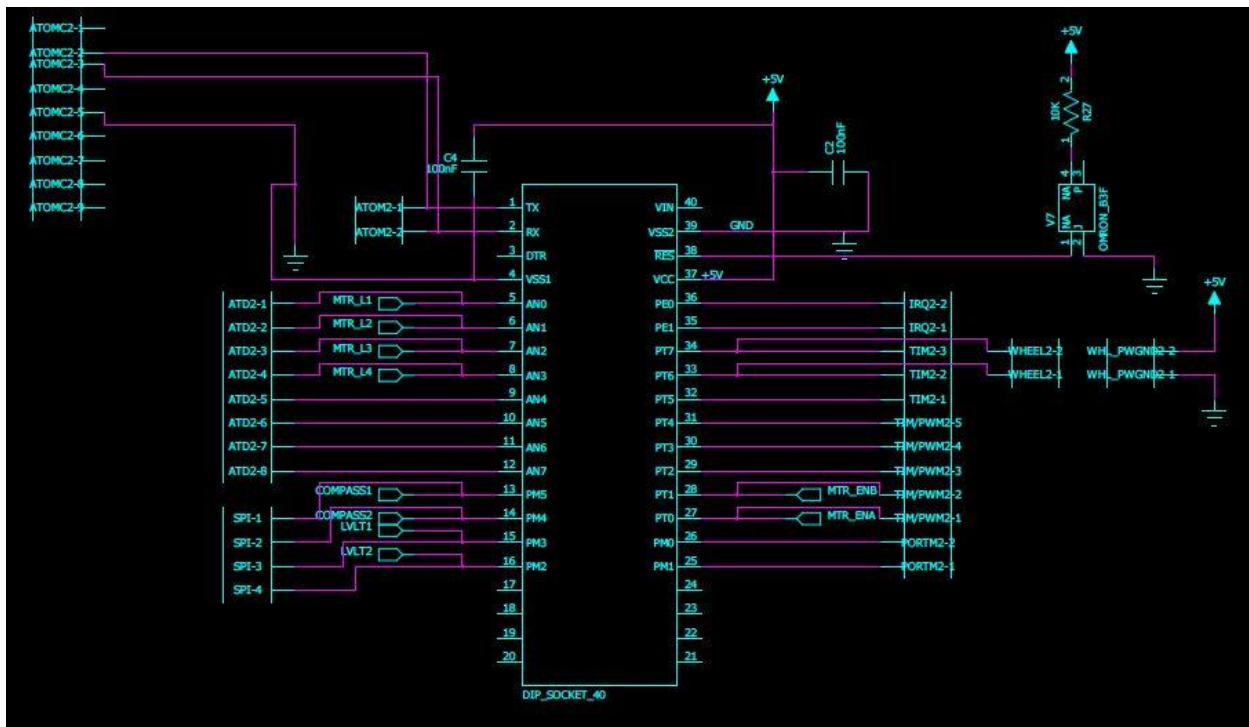 ATOMC2-1
ATOMC2-2
ATOMC2-3
ATOMC2-4
ATOMC2-5
ATOMC2-6
ATOMC2-7
ATOMC2-8
ATOMC2-9
+5V
+5V
2
10K
R27
1
C2
100nF
C4
100nF
4
3
NA
P
V7
NA
J
OMRON_B3F
1
2
ATOM2-1
ATOM2-2
1 TX
2 RX
3 DTR
4 VSS1
5 AN0
6 AN1
7 AN2
8 AN3
9 AN4
10 AN5
11 AN6
12 AN7
13 PM5
14 PM4
15 PM3
16 PM2
17
18
19
20
VIN 40
VSS2 39
GND
RES 38
VCC 37 +5V
PE0 36
PE1 35
PT7 34
PT6 33
PT5 32
PT4 31
PT3 30
PT2 29
PT1 28
PT0 27
PM0 26
PM1 25
24
23
22
21
DIP_SOCKET_40
ATD2-1
ATD2-2
ATD2-3
ATD2-4
ATD2-5
ATD2-6
ATD2-7
ATD2-8
MTR_L1
MTR_L2
MTR_L3
MTR_L4
COMPASS1
COMPASS2
LVLT1
LVLT2
SPI-1
SPI-2
SPI-3
SPI-4
MTR_ENB
MTR_ENA
IRQ2-2
IRQ2-1
TIM2-3
TIM2-2
TIM2-1
TIM/PWM2-5
TIM/PWM2-4
TIM/PWM2-3
TIM/PWM2-2
TIM/PWM2-1
PORTM2-2
PORTM2-1
WHEEL2-2
WHEEL2-1
WHL_PWGND2-2
WHL_PWGND2-1
+5V